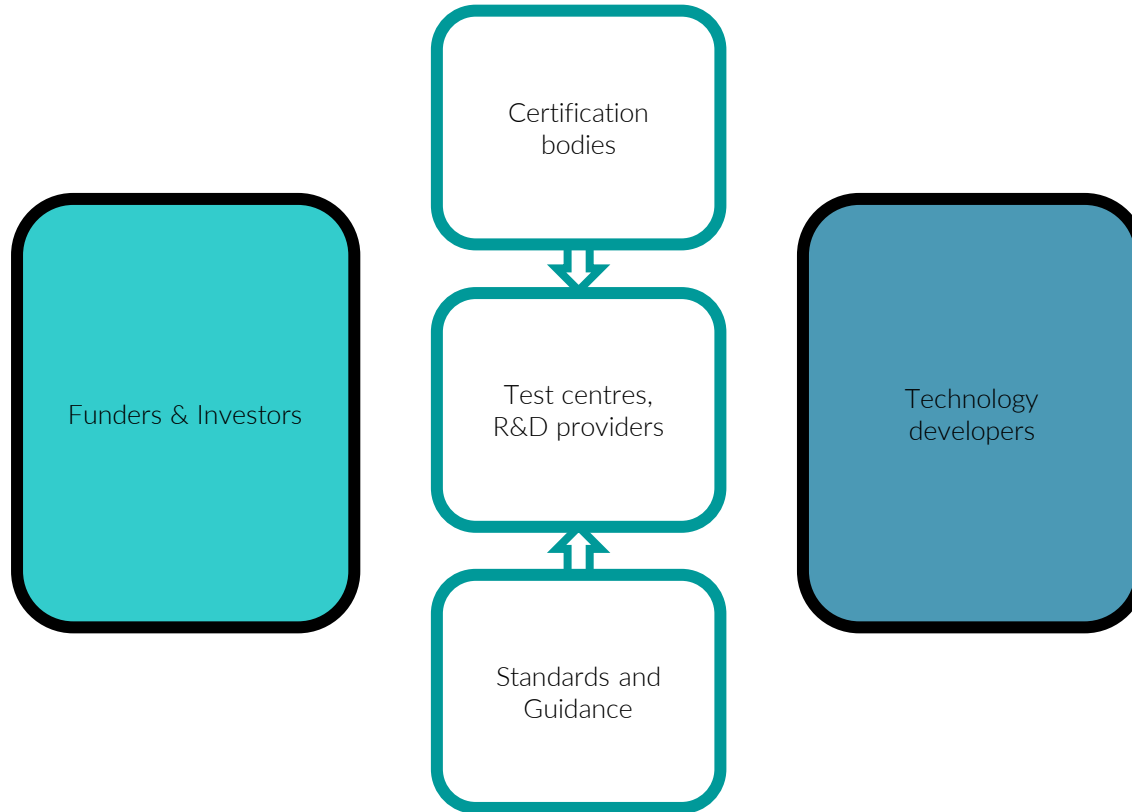 Certification
bodies
Funders & Investors
Test centres,
R&D providers
Technology
developers
Standards and
Guidance